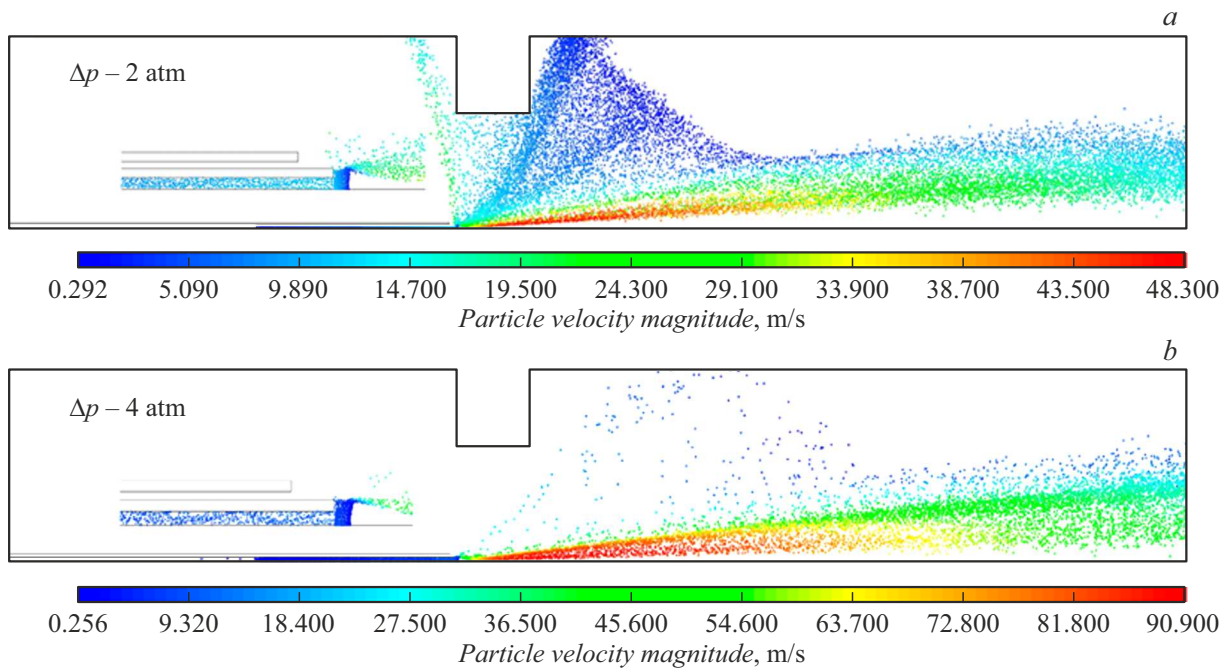 a
Δp – 2 atm
0.292 5.090 9.890 14.700 19.500 24.300 29.100 33.900 38.700 43.500 48.300
Particle velocity magnitude, m/s
b
Δp – 4 atm
0.256 9.320 18.400 27.500 36.500 45.600 54.600 63.700 72.800 81.800 90.900
Particle velocity magnitude, m/s